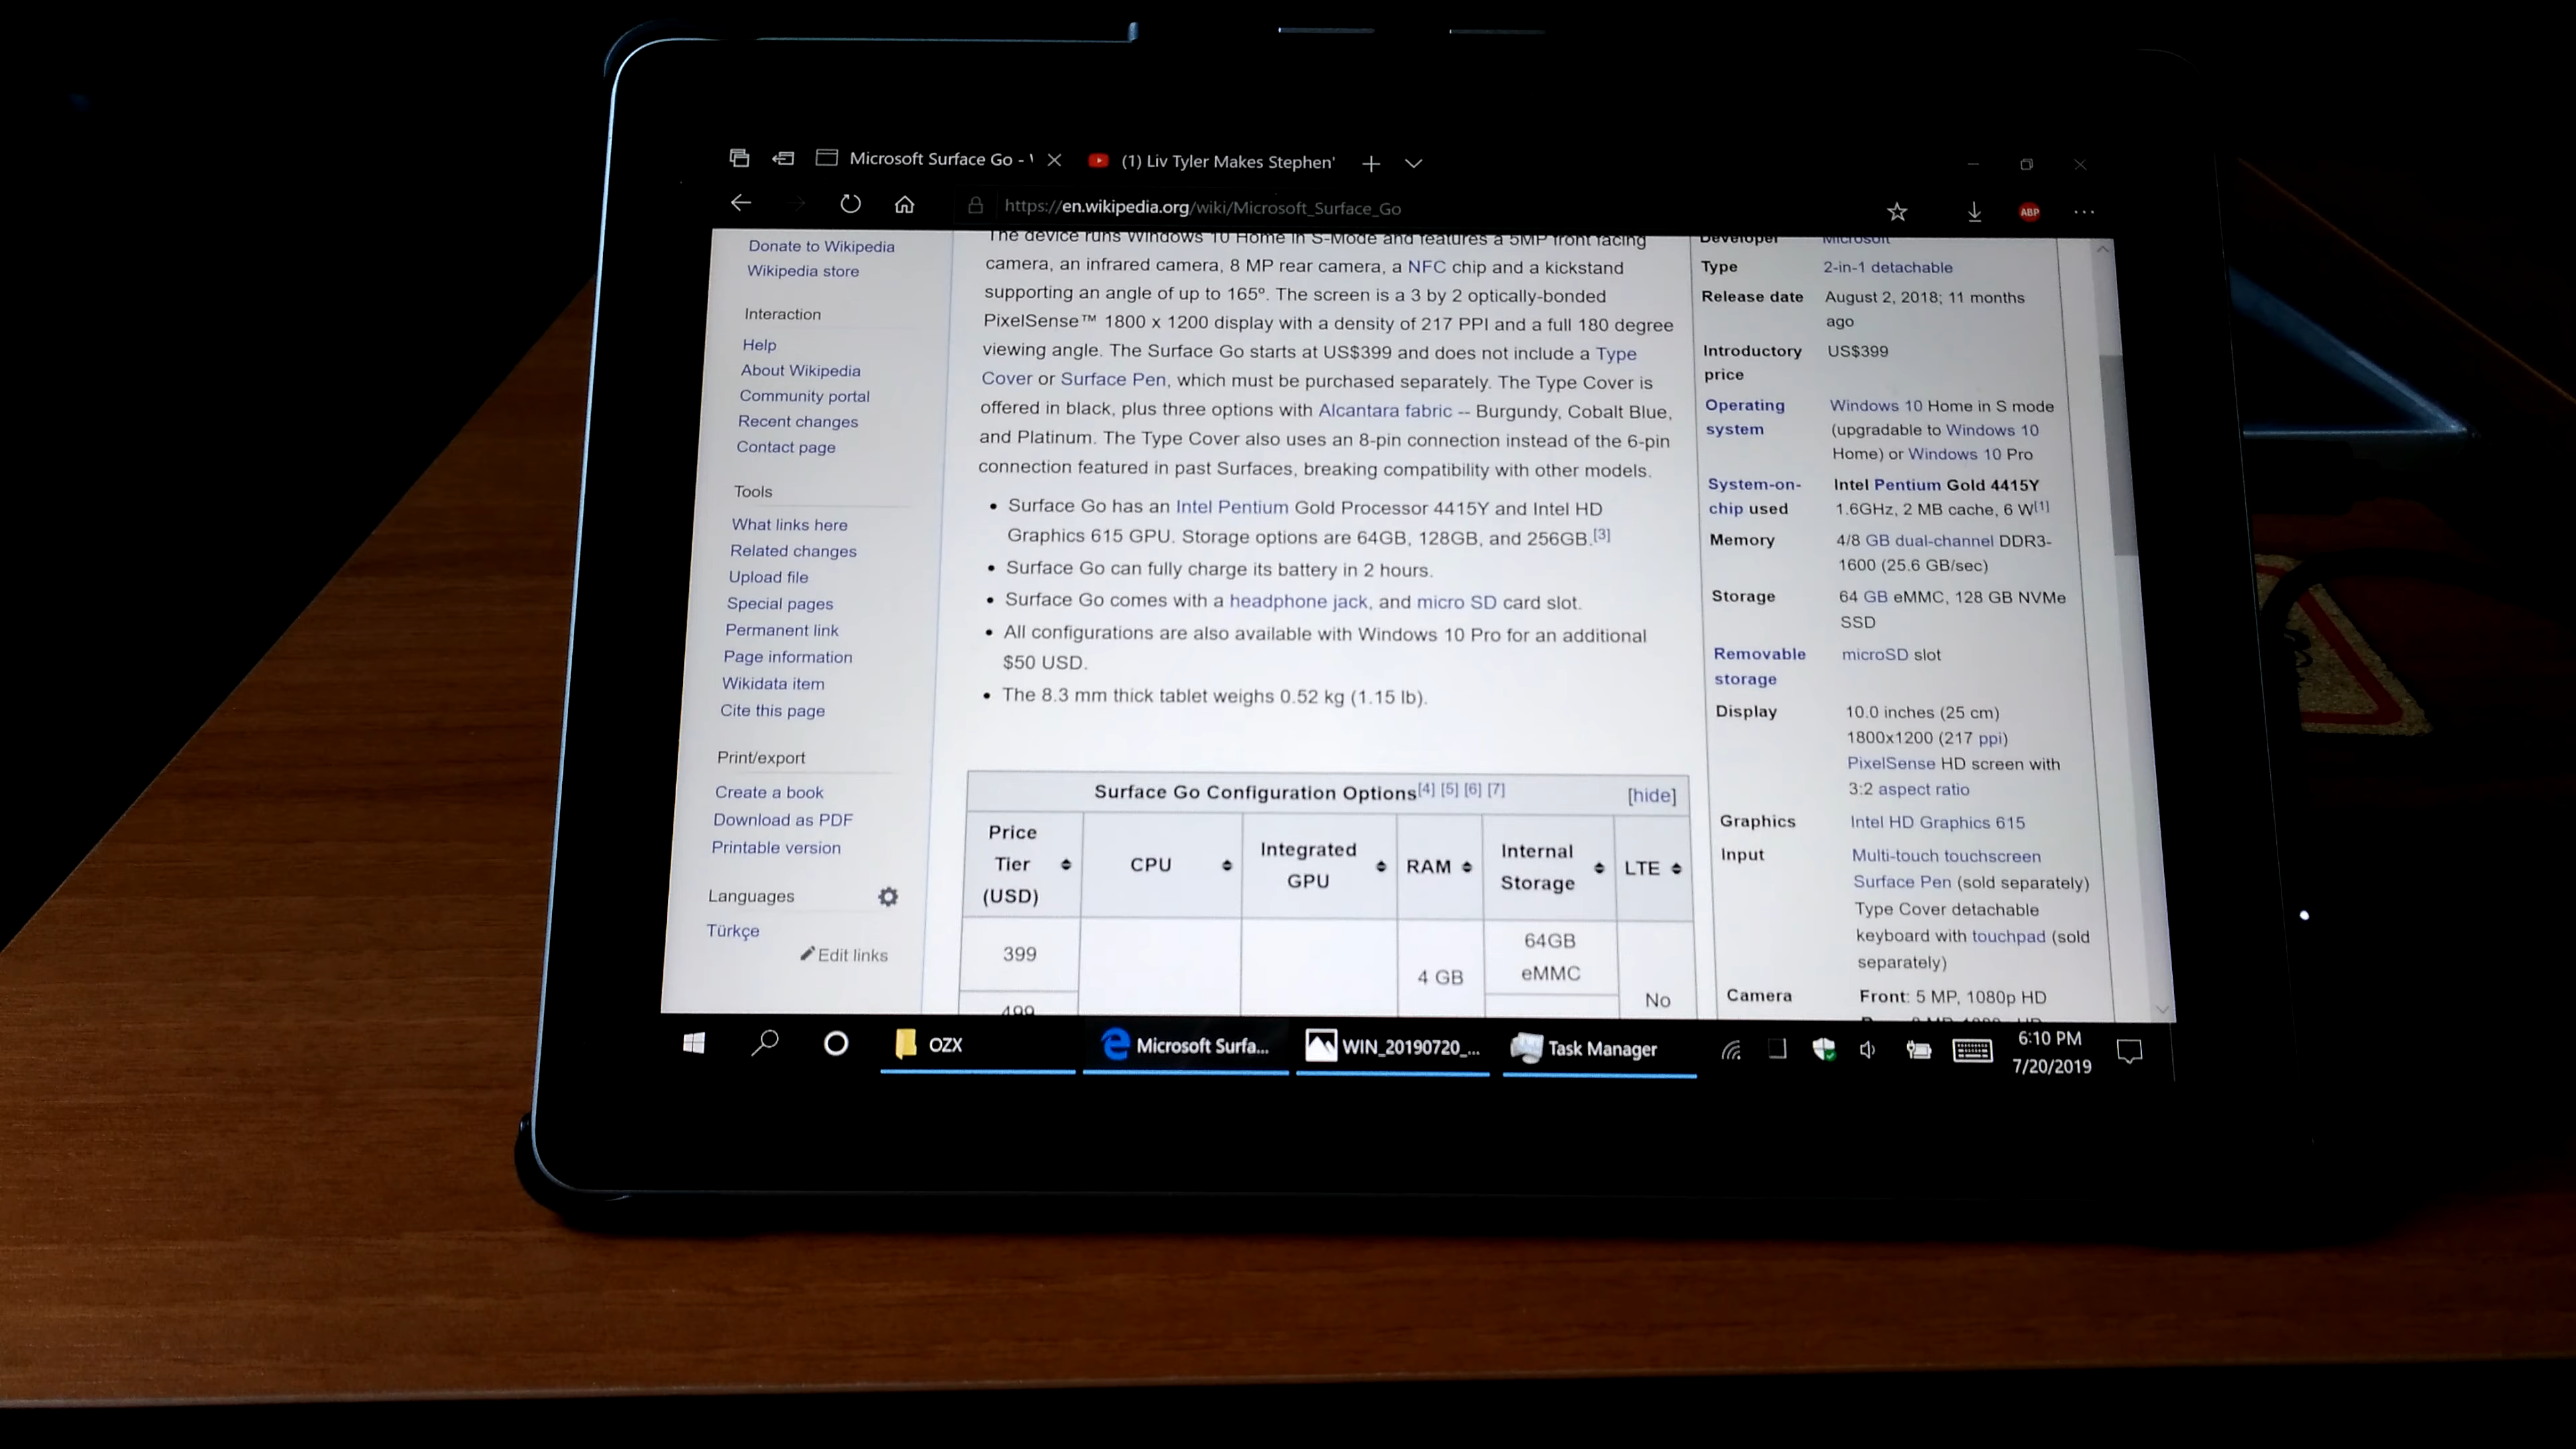 Microsoft Surface Go -
(1) Liv Tyler Makes Stephen'
https://en.wikipedia.org/wiki/Microsoft_Surface_Go
ABP
Donate to Wikipedia
Wikipedia store
Interaction
Help
About Wikipedia
Community portal
Recent changes
Contact page
Tools
What links here
Related changes
Upload file
Special pages
Permanent link
Page information
Wikidata item
Cite this page
Print/export
Create a book
Download as PDF
Printable version
Languages
Türkçe
Edit links
The device runs Windows 10 Home in S-Mode and features a 5MP front facing
camera, an infrared camera, 8 MP rear camera, a NFC chip and a kickstand
supporting an angle of up to 165º. The screen is a 3 by 2 optically-bonded
PixelSense™ 1800 x 1200 display with a density of 217 PPI and a full 180 degree
viewing angle. The Surface Go starts at US$399 and does not include a Type
Cover or Surface Pen, which must be purchased separately. The Type Cover is
offered in black, plus three options with Alcantara fabric -- Burgundy, Cobalt Blue,
and Platinum. The Type Cover also uses an 8-pin connection instead of the 6-pin
connection featured in past Surfaces, breaking compatibility with other models.
• Surface Go has an Intel Pentium Gold Processor 4415Y and Intel HD
Graphics 615 GPU. Storage options are 64GB, 128GB, and 256GB.[3]
• Surface Go can fully charge its battery in 2 hours.
• Surface Go comes with a headphone jack, and micro SD card slot.
• All configurations are also available with Windows 10 Pro for an additional
$50 USD.
• The 8.3 mm thick tablet weighs 0.52 kg (1.15 lb).
Surface Go Configuration Options[4] [5] [6] [7] [hide]
Price Tier (USD) CPU Integrated GPU RAM Internal Storage LTE
399 4 GB 64GB eMMC No
499
Developer Microsoft
Type 2-in-1 detachable
Release date August 2, 2018; 11 months
ago
Introductory price US$399
Operating system Windows 10 Home in S mode
(upgradable to Windows 10
Home) or Windows 10 Pro
System-on-chip used Intel Pentium Gold 4415Y
1.6GHz, 2 MB cache, 6 W[1]
Memory 4/8 GB dual-channel DDR3-
1600 (25.6 GB/sec)
Storage 64 GB eMMC, 128 GB NVMe
SSD
Removable storage microSD slot
Display 10.0 inches (25 cm)
1800x1200 (217 ppi)
PixelSense HD screen with
3:2 aspect ratio
Graphics Intel HD Graphics 615
Input Multi-touch touchscreen
Surface Pen (sold separately)
Type Cover detachable
keyboard with touchpad (sold
separately)
Camera Front: 5 MP, 1080p HD
OZX
Microsoft Surfa...
WIN_20190720_...
Task Manager
6:10 PM
7/20/2019